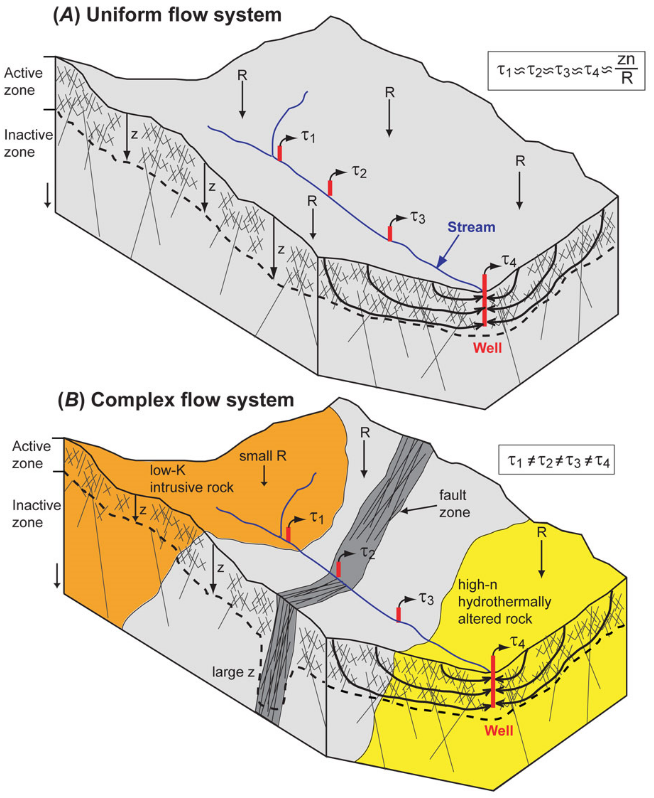 (A) Uniform flow system
τ1≈τ2≈τ3≈τ4≈ zn/R
Active
zone
Inactive
zone
R
R
R
R
z
z
z
τ1
τ2
τ3
τ4
Stream
Well
(B) Complex flow system
τ1 ≠τ2≠τ3≠τ4
Active
zone
Inactive
zone
low-K
intrusive rock
small R
R
R
fault
zone
z
z
τ1
τ2
τ3
τ4
high-n
hydrothermally
altered rock
large z
Well